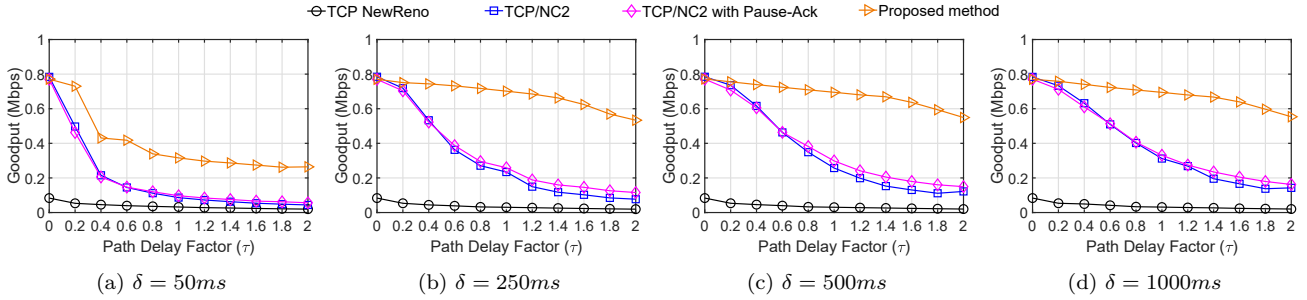 TCP NewReno TCP/NC2 TCP/NC2 with Pause-Ack Proposed method
Goodput (Mbps)
1
0.8
0.6
0.4
0.2
0
0 0.2 0.4 0.6 0.8 1 1.2 1.4 1.6 1.8 2
Path Delay Factor (τ)
(a) δ = 50ms
Goodput (Mbps)
1
0.8
0.6
0.4
0.2
0
0 0.2 0.4 0.6 0.8 1 1.2 1.4 1.6 1.8 2
Path Delay Factor (τ)
(b) δ = 250ms
Goodput (Mbps)
1
0.8
0.6
0.4
0.2
0
0 0.2 0.4 0.6 0.8 1 1.2 1.4 1.6 1.8 2
Path Delay Factor (τ)
(c) δ = 500ms
Goodput (Mbps)
1
0.8
0.6
0.4
0.2
0
0 0.2 0.4 0.6 0.8 1 1.2 1.4 1.6 1.8 2
Path Delay Factor (τ)
(d) δ = 1000ms